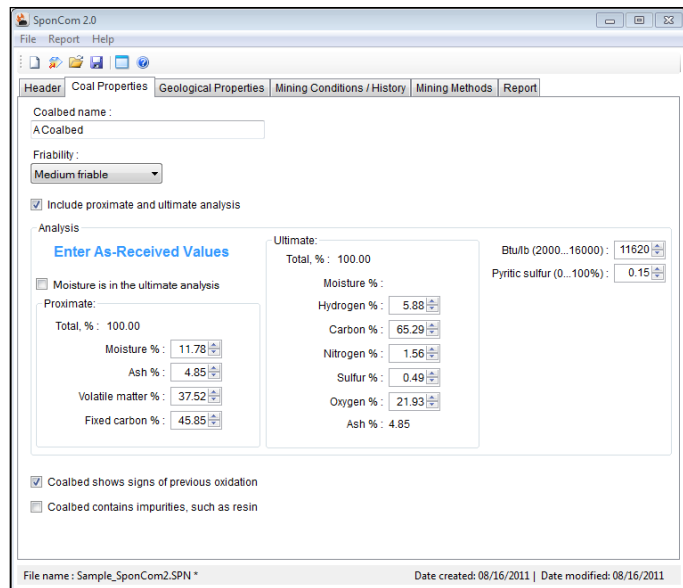 SponCom 2.0
File Report Help
Header Coal Properties Geological Properties Mining Conditions / History Mining Methods Report
Coalbed name :
A Coalbed
Friability :
Medium friable
Include proximate and ultimate analysis
Analysis
Enter As-Received Values
Moisture is in the ultimate analysis
Proximate:
Total, % : 100.00
Moisture % : 11.78
Ash % : 4.85
Volatile matter % : 37.52
Fixed carbon % : 45.85
Ultimate:
Total, % : 100.00
Moisture % :
Hydrogen % : 5.88
Carbon % : 65.29
Nitrogen % : 1.56
Sulfur % : 0.49
Oxygen % : 21.93
Ash % : 4.85
Btu/lb (2000...16000) : 11620
Pyritic sulfur (0...100%) : 0.15
Coalbed shows signs of previous oxidation
Coalbed contains impurities, such as resin
File name : Sample_SponCom2.SPN * Date created: 08/16/2011 | Date modified: 08/16/2011